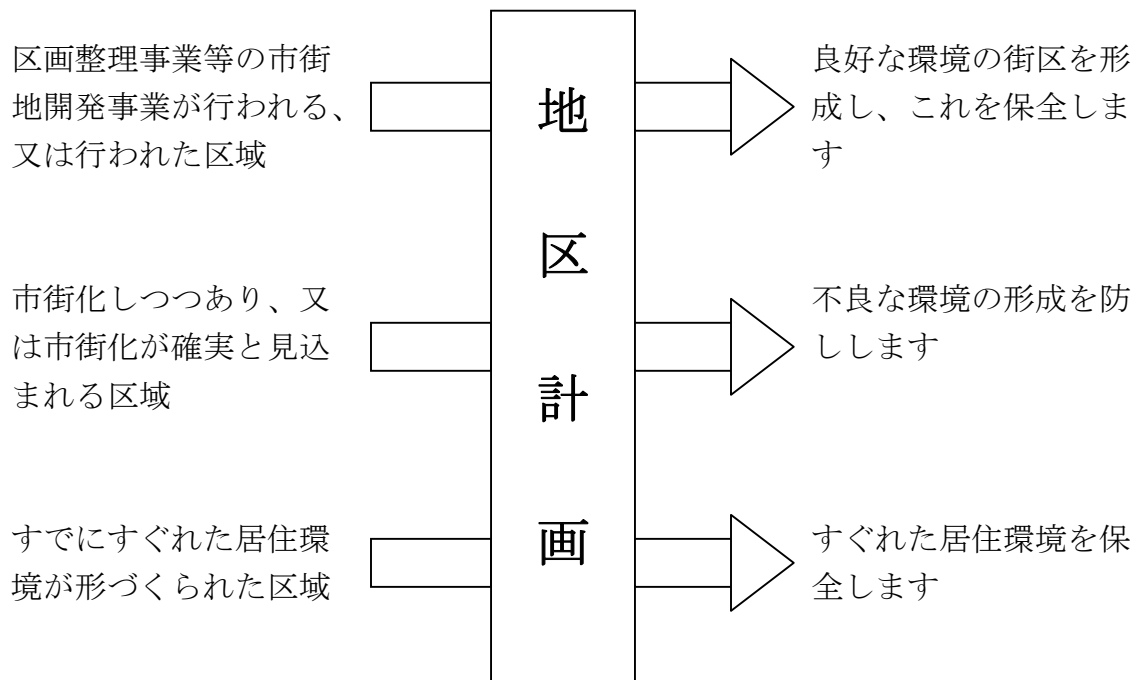 区画整理事業等の市街
地開発事業が行われる、
又は行われた区域
地区計画
良好な環境の街区を形
成し、これを保全しま
す
市街化しつつあり、又
は市街化が確実と見込
まれる区域
不良な環境の形成を防
しします
すでにすぐれた居住環
境が形づくられた区域
すぐれた居住環境を保
全します